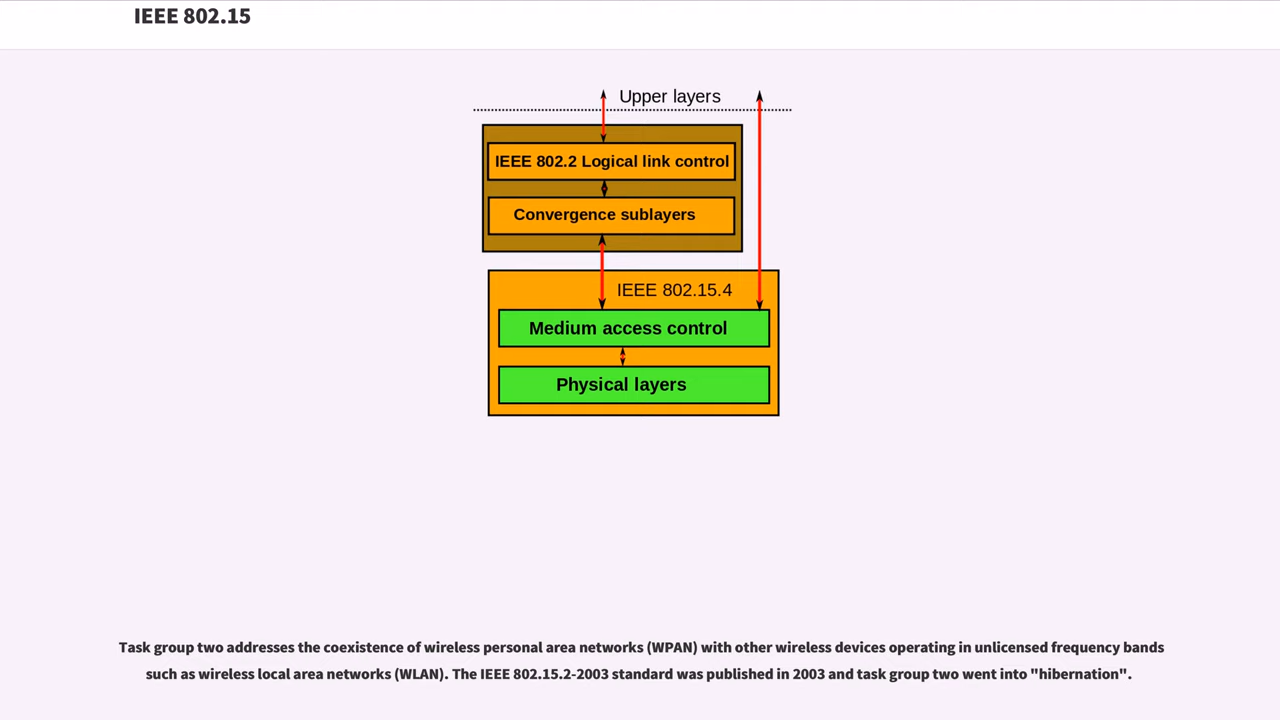 IEEE 802.15
Upper layers
IEEE 802.2 Logical link control
Convergence sublayers
IEEE 802.15.4
Medium access control
Physical layers
Task group two addresses the coexistence of wireless personal area networks (WPAN) with other wireless devices operating in unlicensed frequency bands
such as wireless local area networks (WLAN). The IEEE 802.15.2-2003 standard was published in 2003 and task group two went into "hibernation".